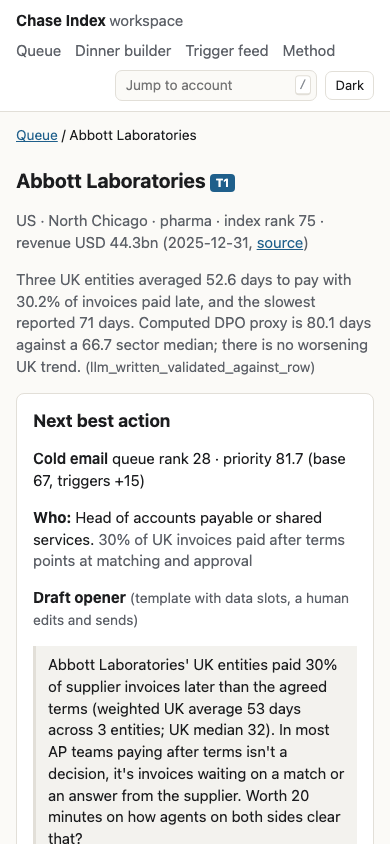 Chase Index workspace
Queue Dinner builder Trigger feed Method
Jump to account /
Dark
Queue / Abbott Laboratories
Abbott Laboratories T1
US · North Chicago · pharma · index rank 75 ·
revenue USD 44.3bn (2025-12-31, source)
Three UK entities averaged 52.6 days to pay with
30.2% of invoices paid late, and the slowest
reported 71 days. Computed DPO proxy is 80.1 days
against a 66.7 sector median; there is no worsening
UK trend. (llm_written_validated_against_row)
Next best action
Cold email queue rank 28 · priority 81.7 (base
67, triggers +15)
Who: Head of accounts payable or shared
services. 30% of UK invoices paid after terms
points at matching and approval
Draft opener (template with data slots, a human
edits and sends)
Abbott Laboratories' UK entities paid 30%
of supplier invoices later than the agreed
terms (weighted UK average 53 days
across 3 entities; UK median 32). In most
AP teams paying after terms isn't a
decision, it's invoices waiting on a match or
an answer from the supplier. Worth 20
minutes on how agents on both sides clear
that?